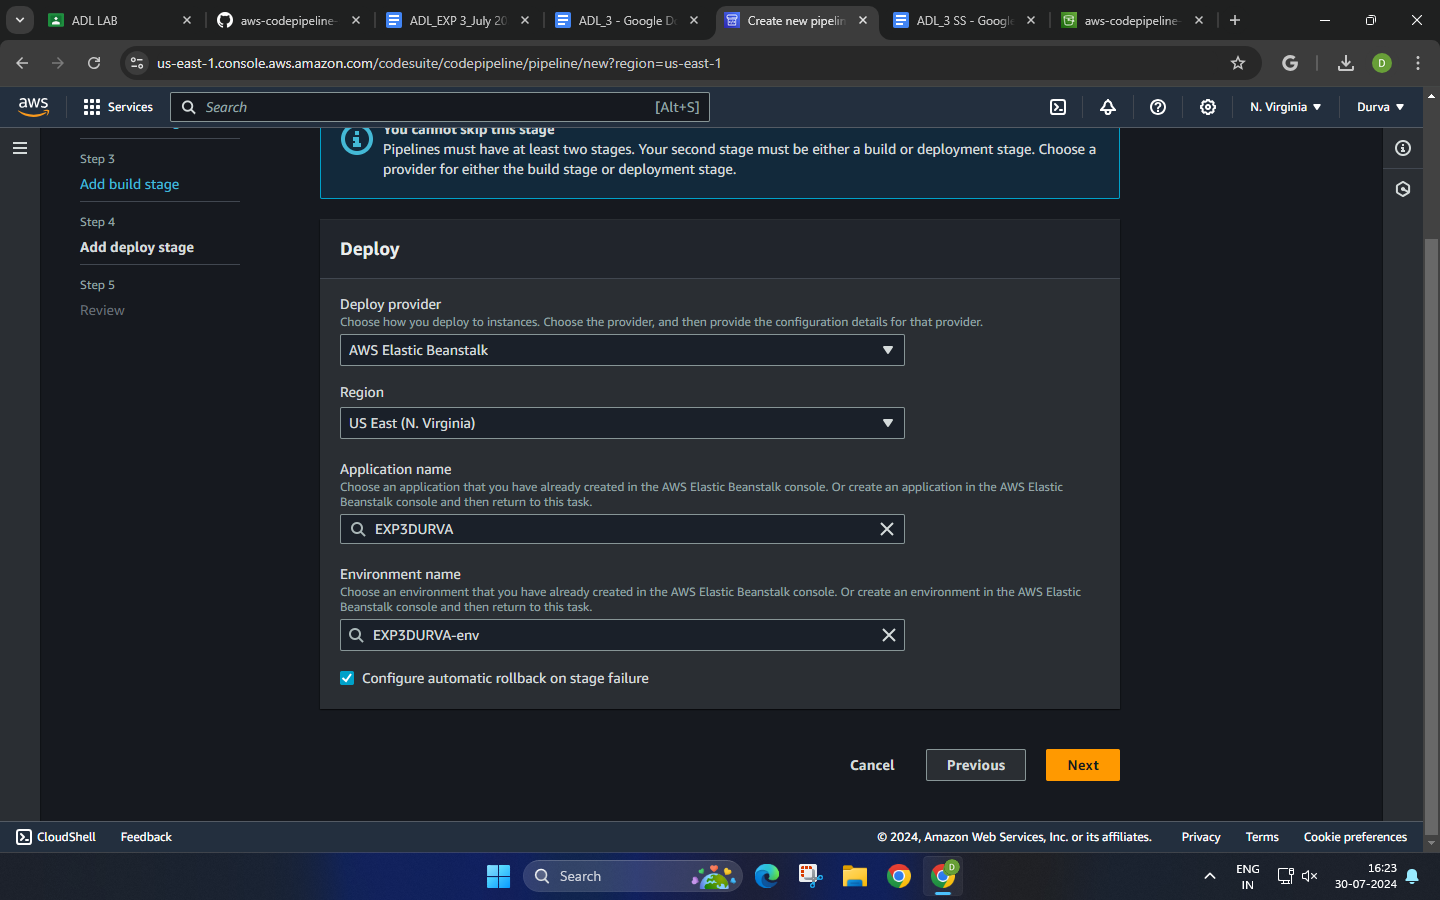 ADL LAB
aws-codepipeline-
ADL_EXP 3_July 20
ADL_3 - Google Do
Create new pipelin
ADL_3 SS - Google
aws-codepipeline-
us-east-1.console.aws.amazon.com/codesuite/codepipeline/pipeline/new?region=us-east-1
D
aws
Services
Search
[Alt+S]
N. Virginia
Durva
Step 3
Add build stage
Step 4
Add deploy stage
Step 5
Review
You cannot skip this stage
Pipelines must have at least two stages. Your second stage must be either a build or deployment stage. Choose a
provider for either the build stage or deployment stage.
Deploy
Deploy provider
Choose how you deploy to instances. Choose the provider, and then provide the configuration details for that provider.
AWS Elastic Beanstalk
Region
US East (N. Virginia)
Application name
Choose an application that you have already created in the AWS Elastic Beanstalk console. Or create an application in the AWS Elastic
Beanstalk console and then return to this task.
EXP3DURVA
Environment name
Choose an environment that you have already created in the AWS Elastic Beanstalk console. Or create an environment in the AWS Elastic
Beanstalk console and then return to this task.
EXP3DURVA-env
Configure automatic rollback on stage failure
Cancel
Previous
Next
CloudShell
Feedback
© 2024, Amazon Web Services, Inc. or its affiliates.
Privacy
Terms
Cookie preferences
Search
D
ENG
IN
16:23
30-07-2024